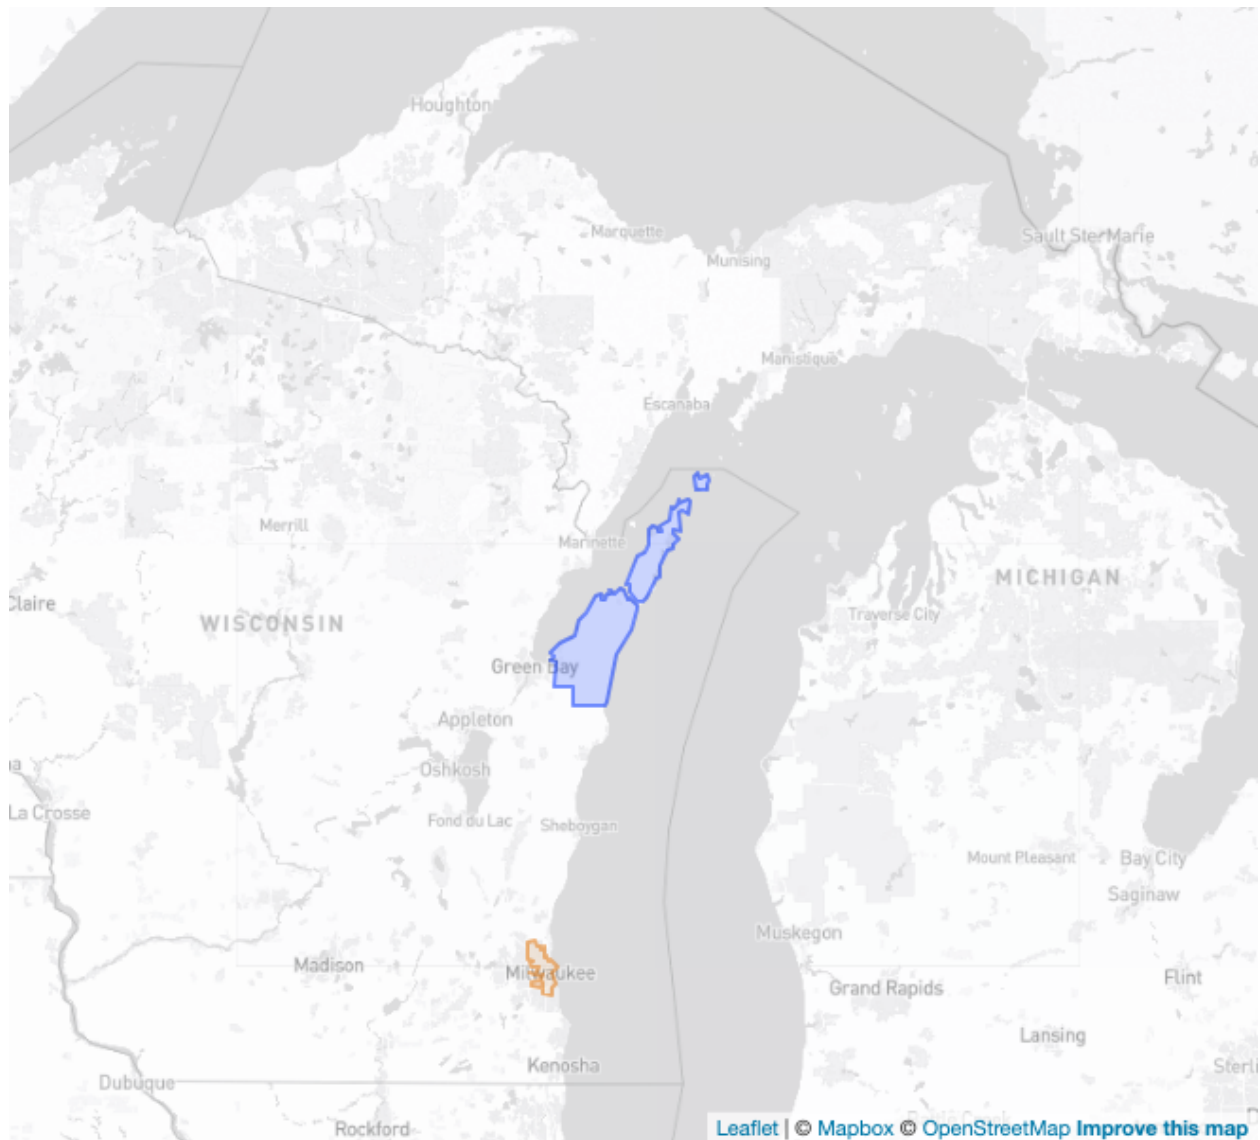 Houghton
Marquette
Sault Ste. Marie
Munising
Manistique
Escanaba
Merrill
Marinette
MICHIGAN
Claire
Traverse City
WISCONSIN
Green Bay
Appleton
Oshkosh
La Crosse
Fond du Lac
Sheboygan
Mount Pleasant
Bay City
Saginaw
Muskegon
Madison
Milwaukee
Flint
Grand Rapids
Lansing
Kenosha
Sterli
Dubuque
Rockford
Leaflet | © Mapbox © OpenStreetMap Improve this map